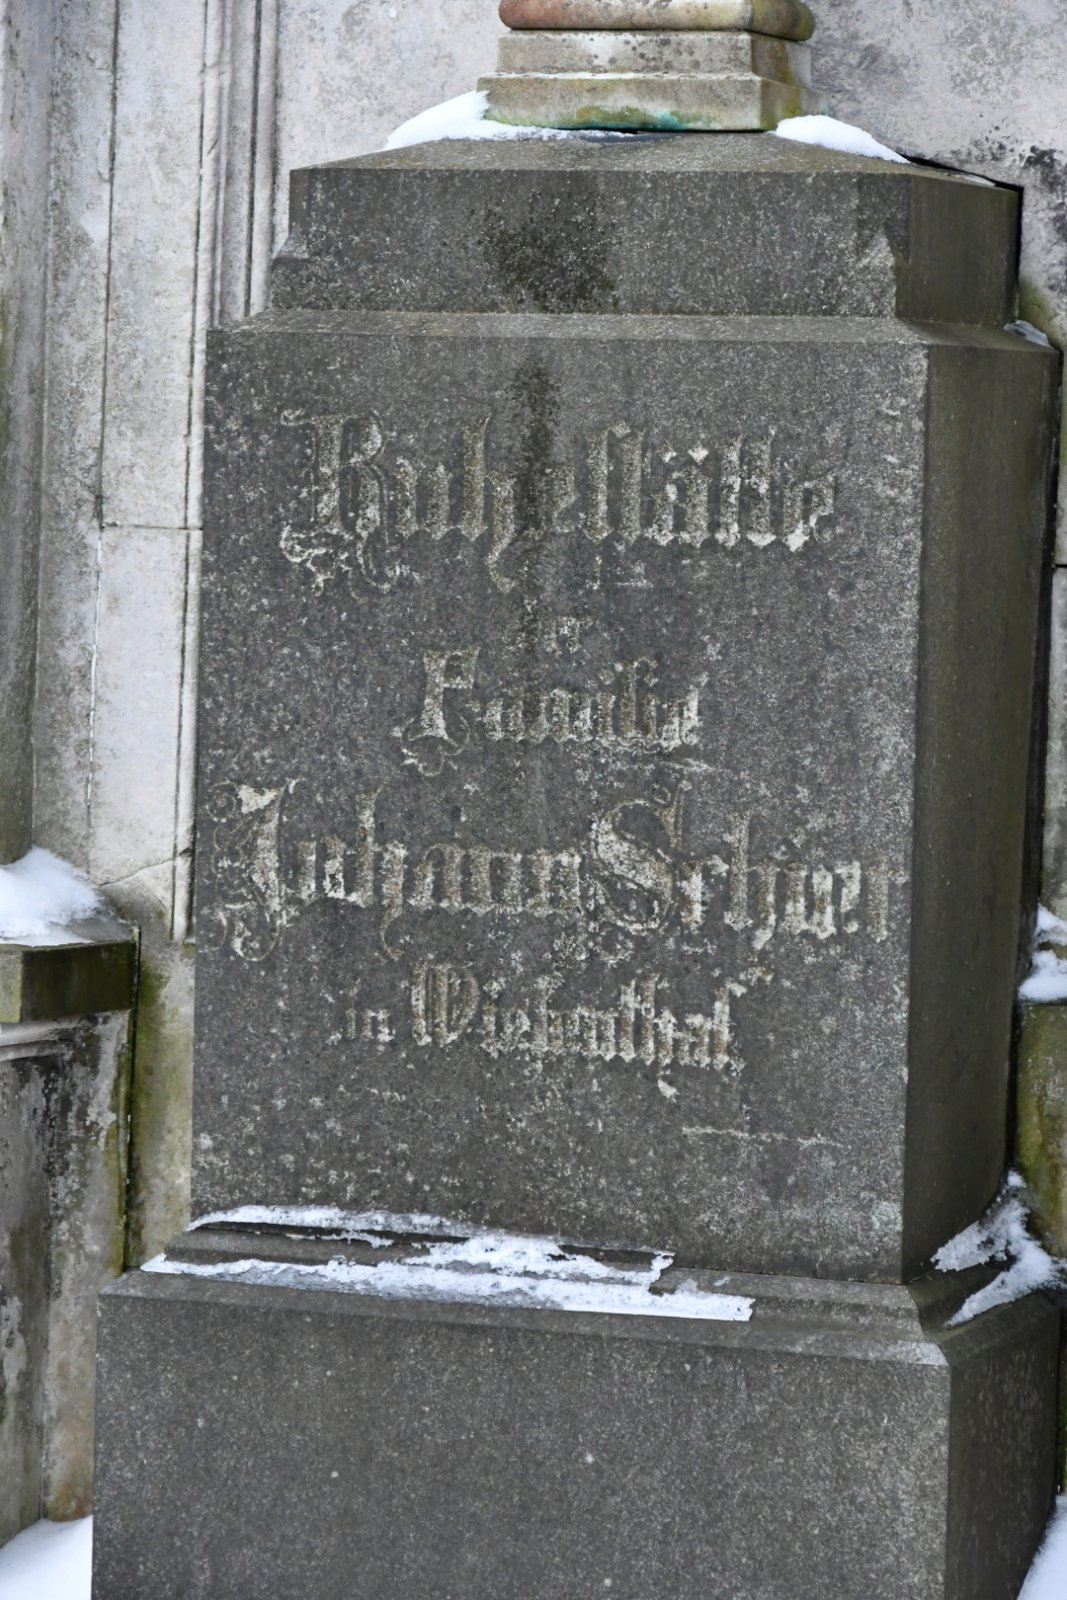 Ruhestätte
der
Familie
Johann Schier
in Wiesenthal